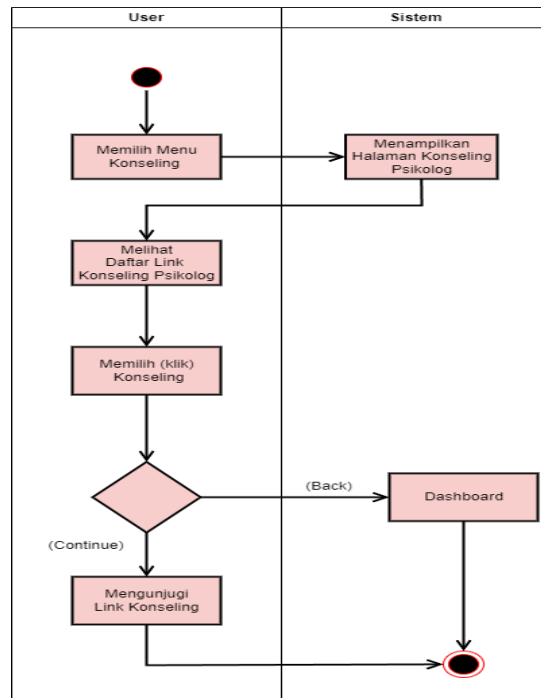 User
Sistem
Memilih Menu
Konseling
Menampilkan
Halaman Konseling
Psikolog
Melihat
Daftar Link
Konseling Psikolog
Memilih (klik)
Konseling
(Back)
Dashboard
(Continue)
Mengunjugi
Link Konseling